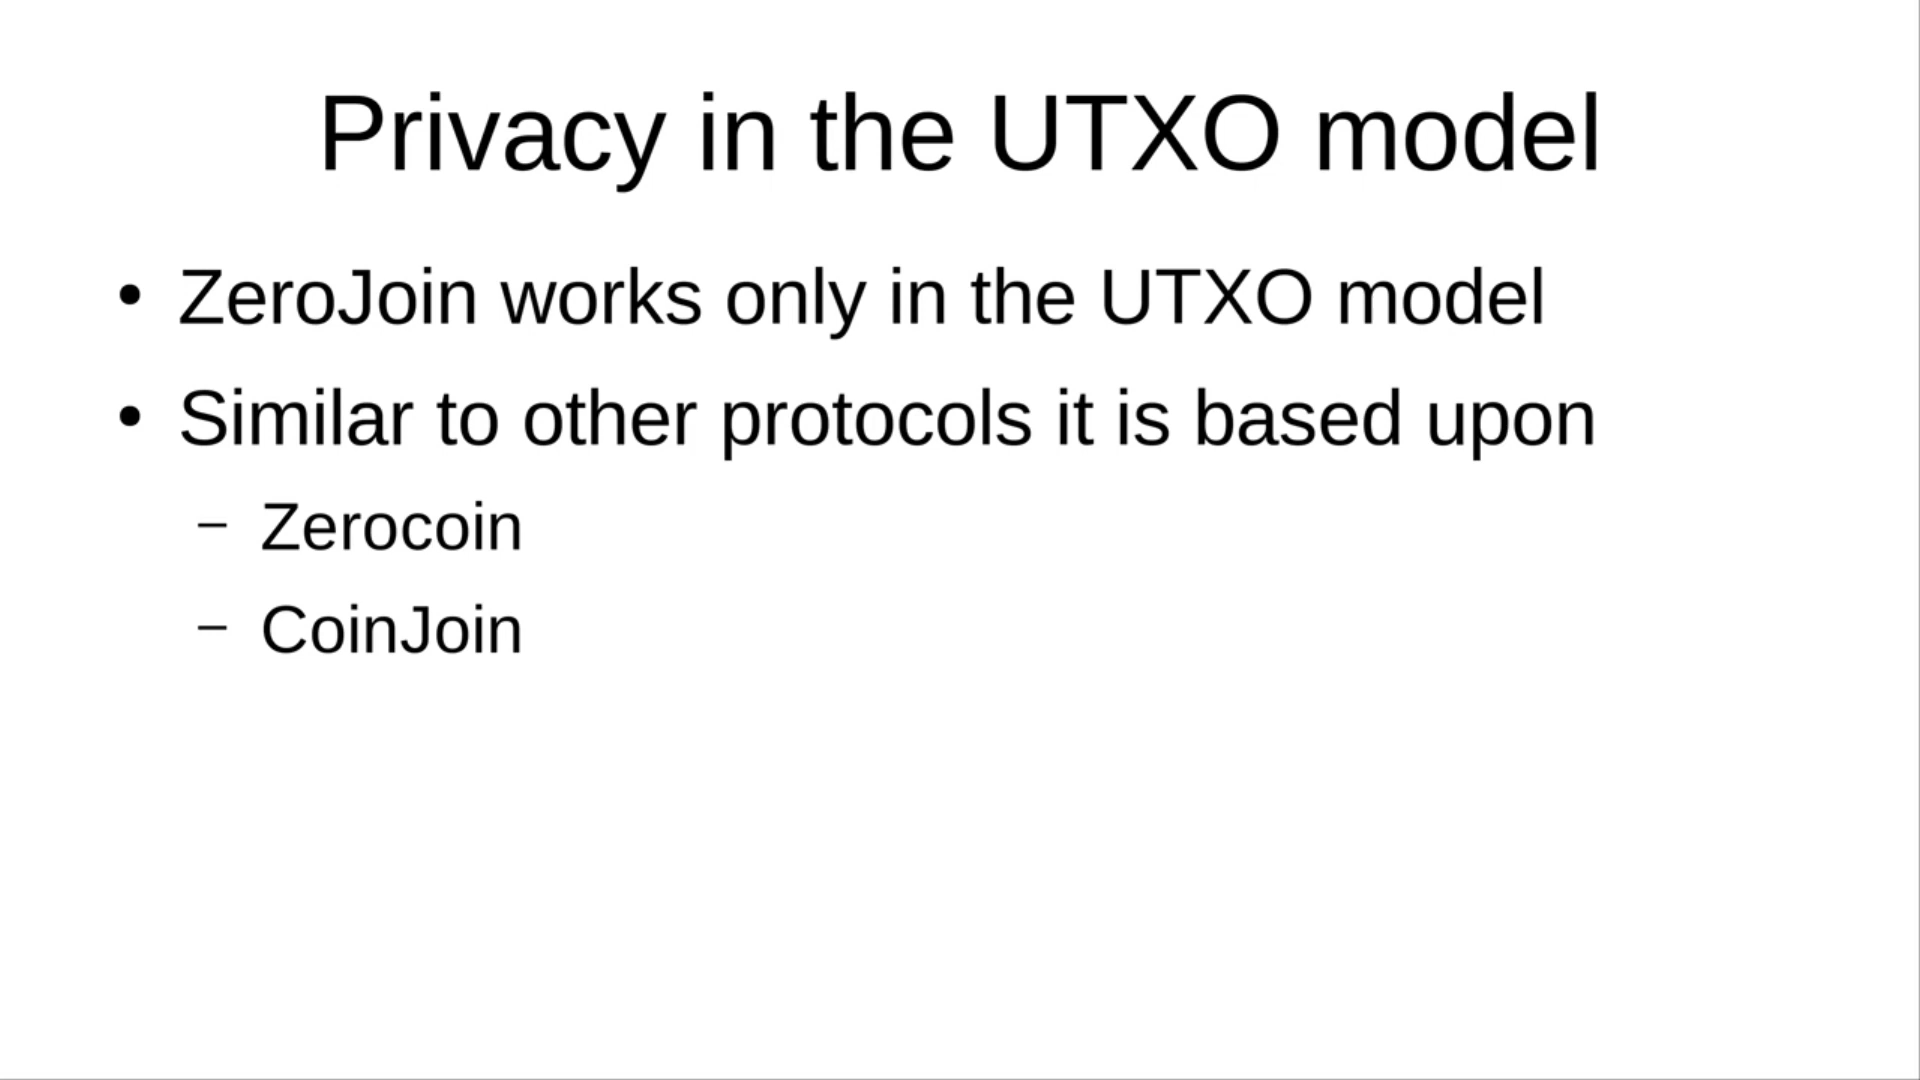 Privacy in the UTXO model
• ZeroJoin works only in the UTXO model
• Similar to other protocols it is based upon
– Zerocoin
– CoinJoin